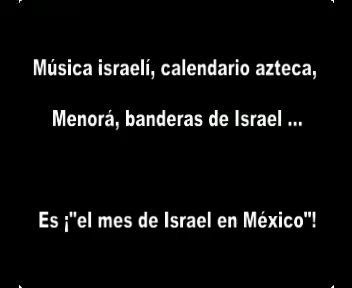 Música israelí, calendario azteca,
Menorá, banderas de Israel ...
Es ¡"el mes de Israel en México"!